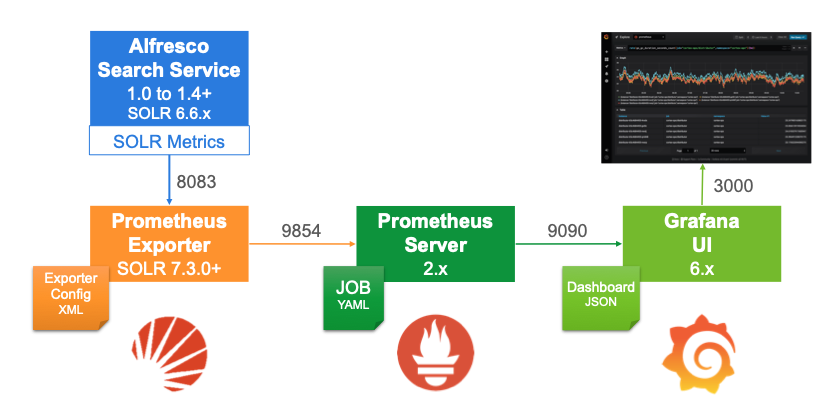 Alfresco
Search Service
1.0 to 1.4+
SOLR 6.6.x
SOLR Metrics
8083
3000
Prometheus
Exporter
SOLR 7.3.0+
9854
Prometheus
Server
2.x
9090
Grafana
UI
6.x
Exporter
Config
XML
JOB
YAML
Dashboard
JSON